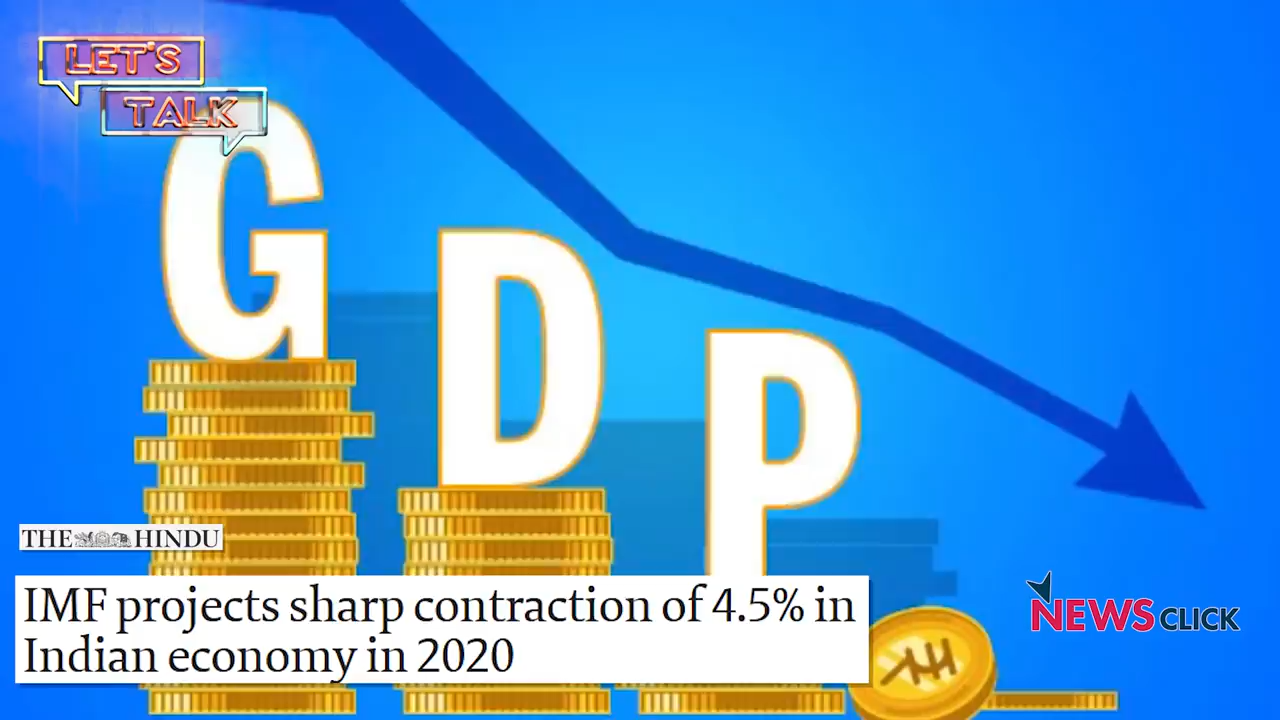 LET'S
TALK
GDP
THE HINDU
IMF projects sharp contraction of 4.5% in
Indian economy in 2020
NEWSCLICK